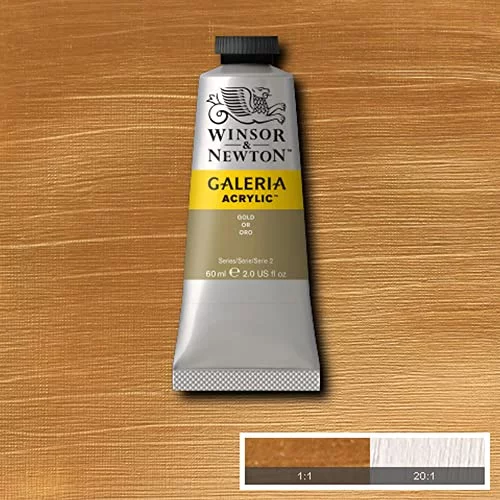 WINSOR
&
NEWTON™
GALERIA
ACRYLIC™
GOLD
OR
ORO
Series/Serie/Serie 2
60 ml ℮ 2.0 US fl oz
1:1 20:1